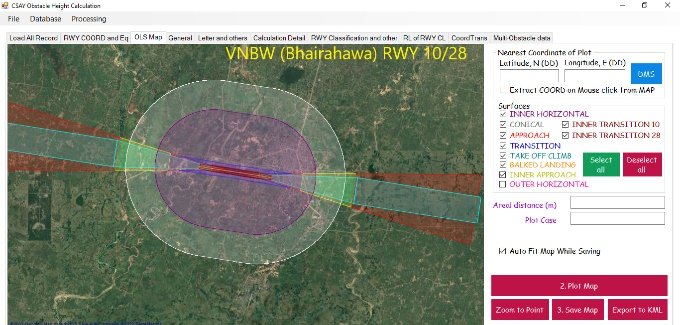 CSAY Obstacle Height Calculation
File Database Processing
Load All Record RWY COORD and Eq OLS Map General Letter and others Calculation Detail RWY Classification and other RL of RWY CL CoordTrans Multi-Obstacle data
VNBW (Bhairahawa) RWY 10/28
Nearest Coordinate of Plot
Latitude, N (DD) Longitude, E (DD)
DMS
Extract COORD on Mouse click from MAP
Surfaces
INNER HORIZONTAL
CONICAL INNER TRANSITION 10
APPROACH INNER TRANSITION 28
TRANSITION
TAKE OFF CLIMB
BALKED LANDING
INNER APPROACH
OUTER HORIZONTAL
Select all
Deselect all
Areal distance (m)
Plot Case
Auto Fit Map While Saving
2. Plot Map
Zoom to Point 3. Save Map Export to KML